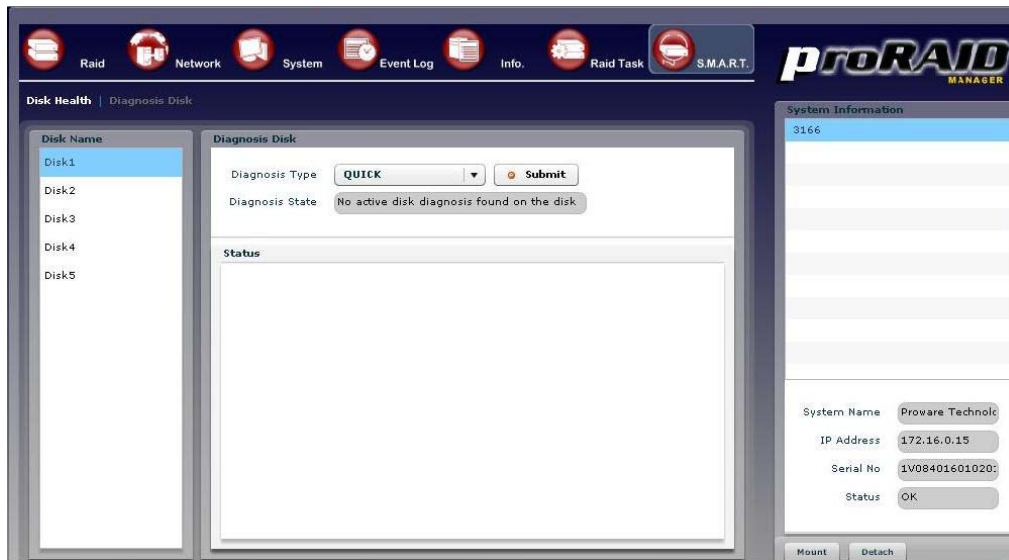 Raid
Network
System
Event Log
Info.
Raid Task
S.M.A.R.T.
proRAID
MANAGER
Disk Health | Diagnosis Disk
Disk Name
Disk1
Disk2
Disk3
Disk4
Disk5
Diagnosis Disk
Diagnosis Type QUICK Submit
Diagnosis State No active disk diagnosis found on the disk
Status
System Information
3166
System Name Proware Technolo
IP Address 172.16.0.15
Serial No 1V08401601020:
Status OK
Mount Detach